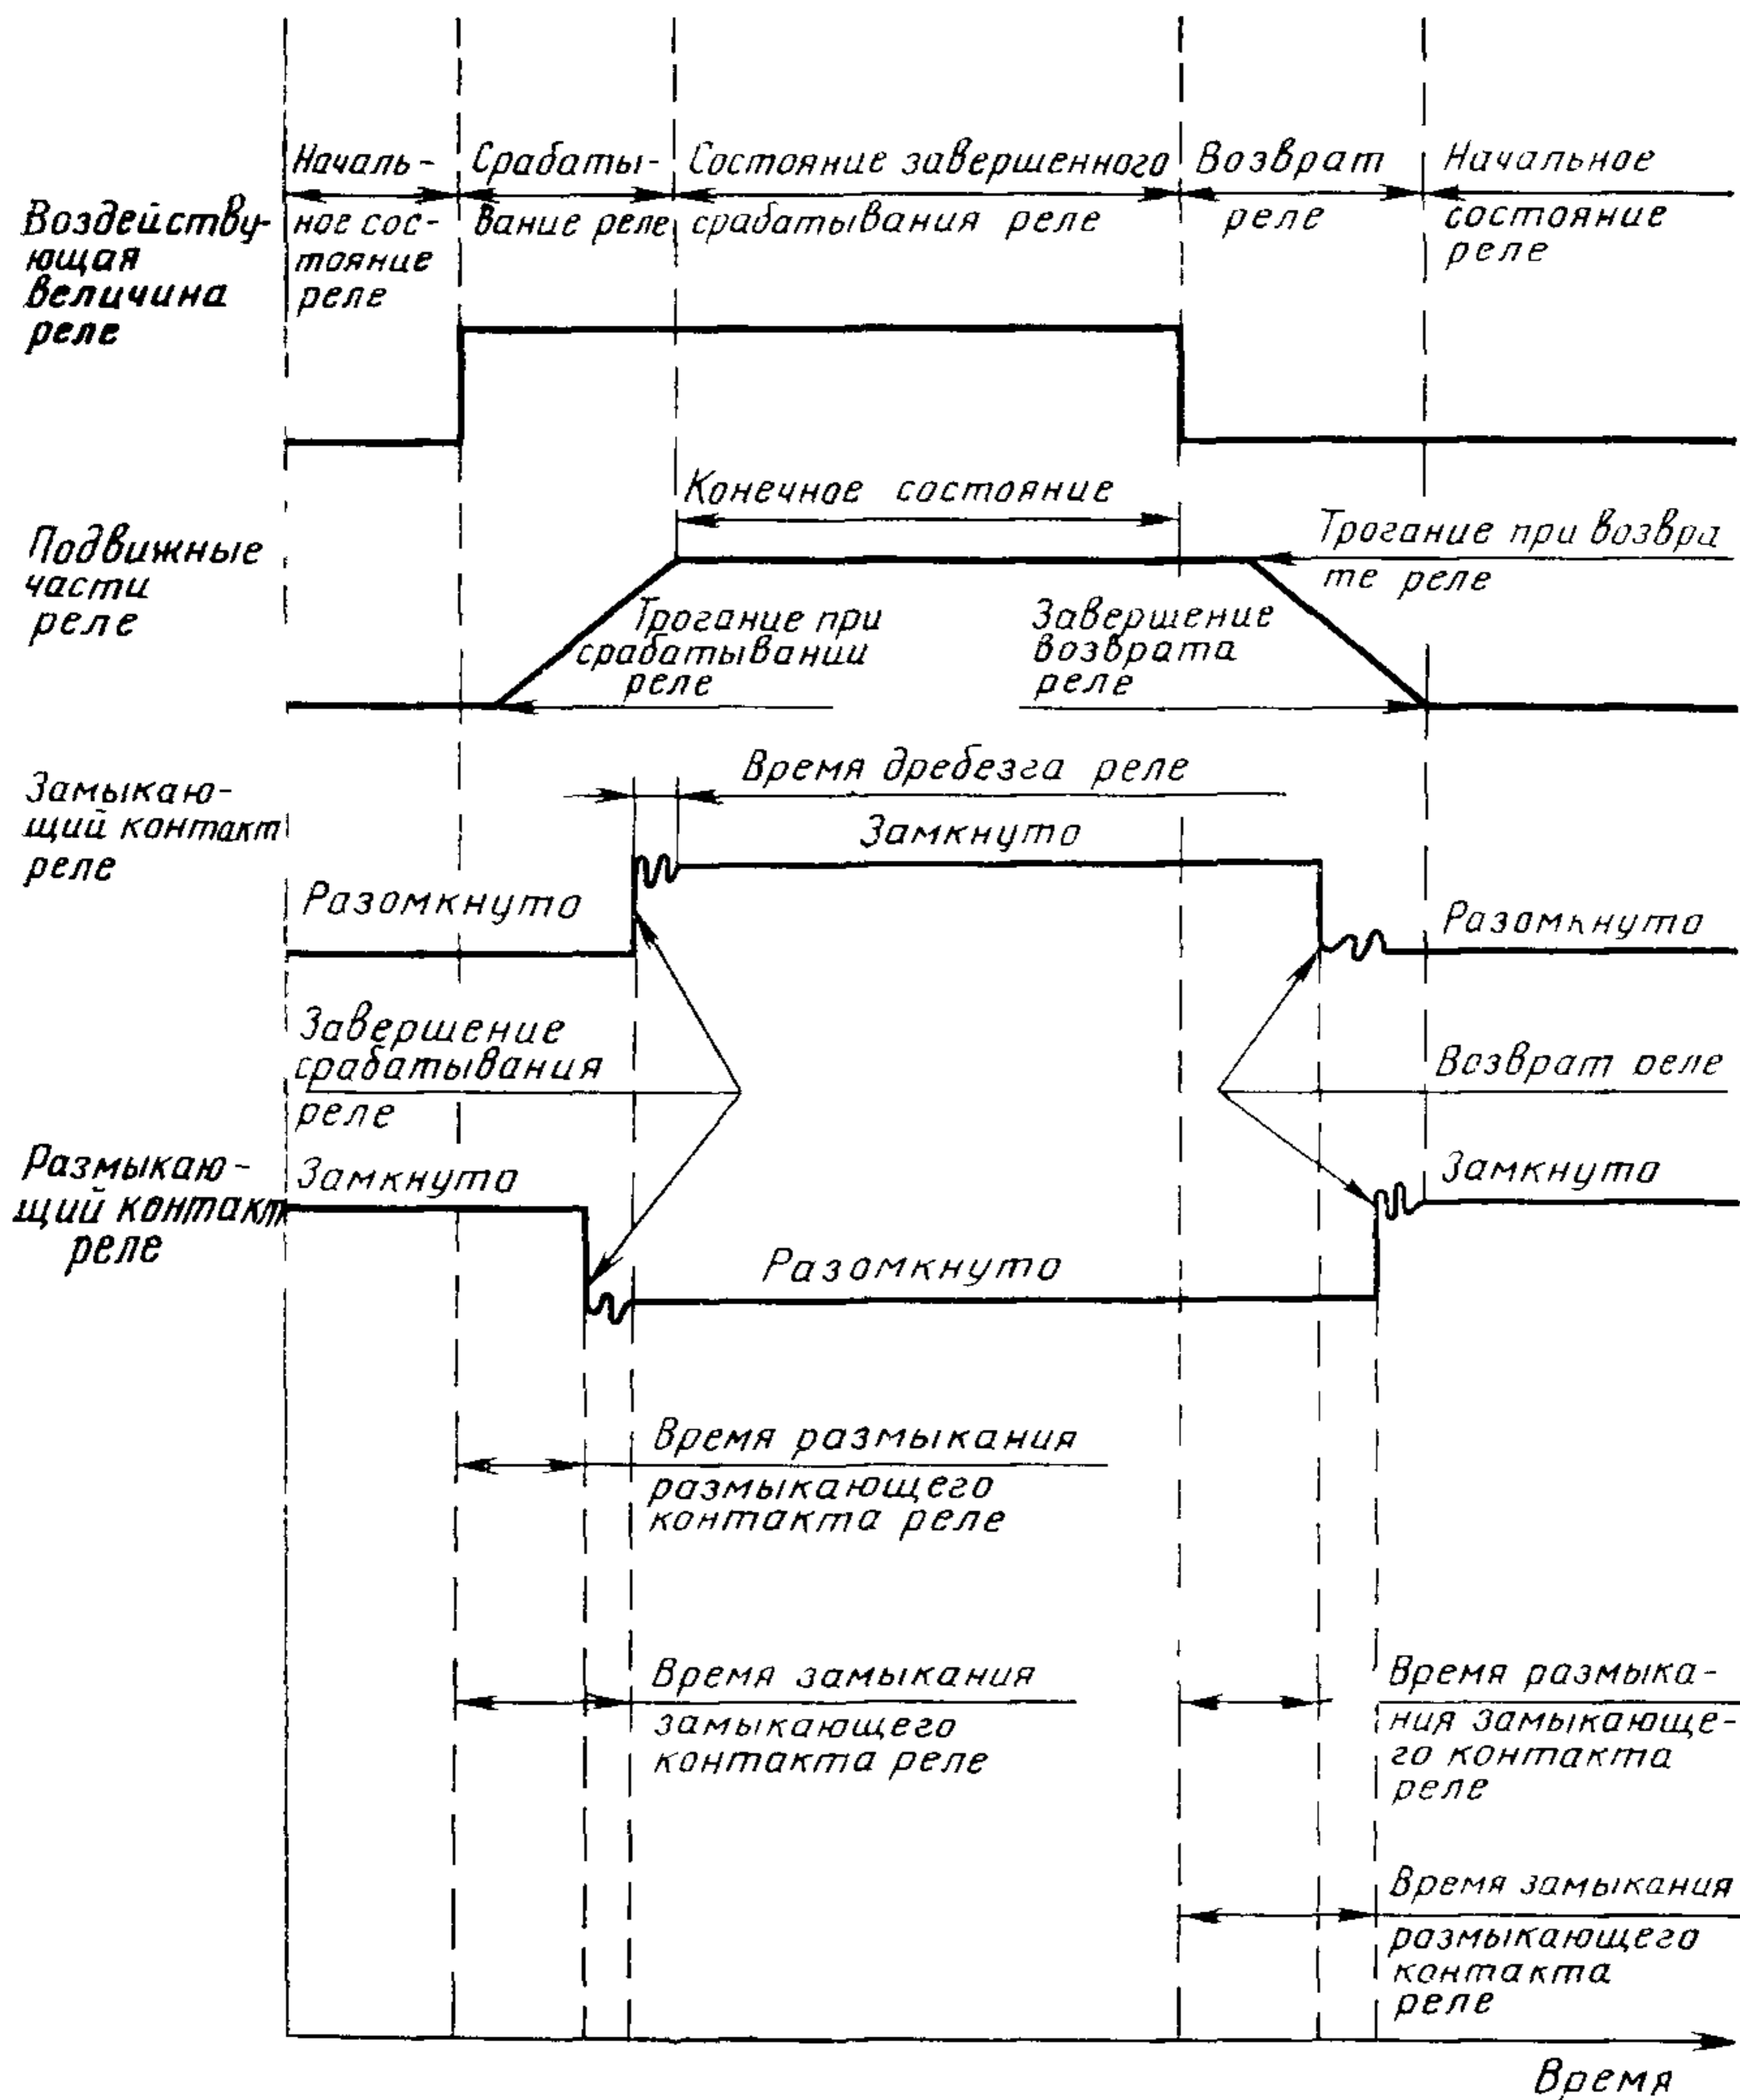 Началь-
ное сос-
тояние
реле
Срабаты-
вание реле
Состояние завершенного
срабатывания реле
Возврат
реле
Начальное
состояние
реле
Воздейству-
ющая
величина
реле
Конечное состояние
Подвижные
части
реле
Трогание при
срабатывании
реле
Завершение
возврата
реле
Трогание при возвра
те реле
Время дребезга реле
Замыкаю-
щий контакт
реле
Разомкнуто
Замкнуто
Разомкнуто
Завершение
срабатывания
реле
Возврат реле
Размыкаю-
щий контакт
реле
Замкнуто
Разомкнуто
Замкнуто
Время размыкания
размыкающего
контакта реле
Время замыкания
замыкающего
контакта реле
Время размыка-
ния замыкающе-
го контакта
реле
Время замыкания
размыкающего
контакта
реле
Время